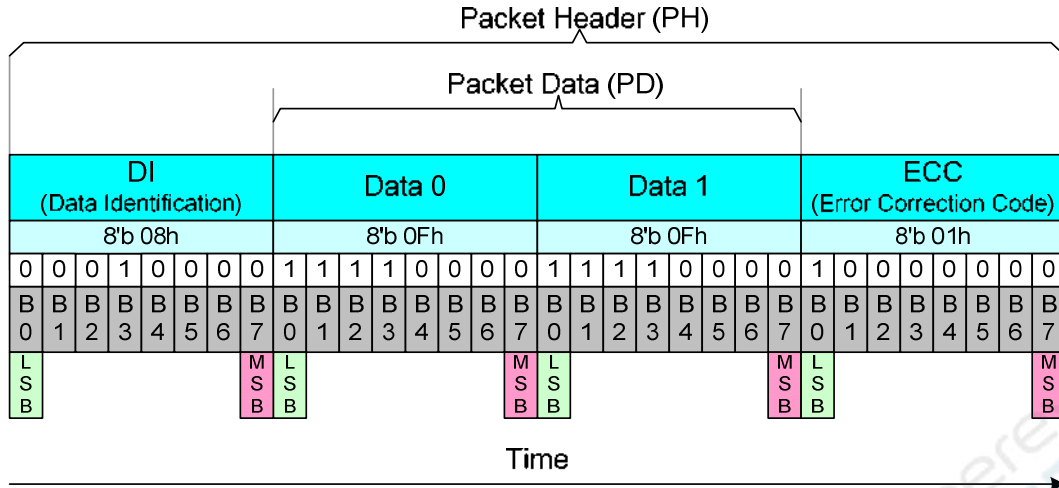 Packet Header (PH)
Packet Data (PD)
DI Data 0 Data 1 ECC
(Data Identification) (Error Correction Code)
8'b 08h 8'b 0Fh 8'b 0Fh 8'b 01h
0 0 0 1 0 0 0 0 1 1 1 1 0 0 0 0 1 1 1 1 0 0 0 0 1 0 0 0 0 0 0 0
B B B B B B B B B B B B B B B B B B B B B B B B B B B B B B B B
0 1 2 3 4 5 6 7 0 1 2 3 4 5 6 7 0 1 2 3 4 5 6 7 0 1 2 3 4 5 6 7
L M L M L M L M
S S S S S S S S
B B B B B B B B
Time